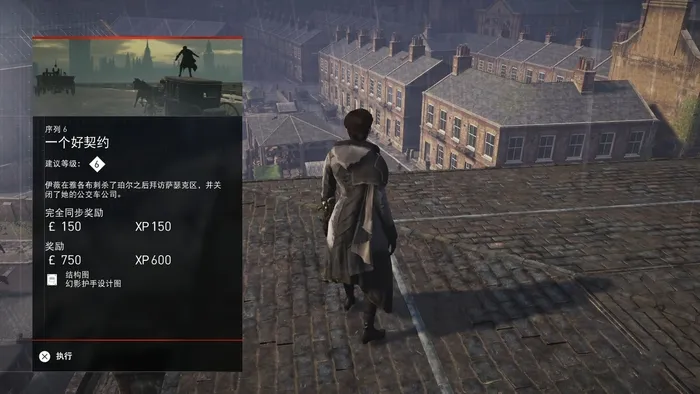 序列 6
一个好契约
建议等级: 6
伊薇在雅各布刺杀了珀尔之后拜访萨瑟克区，并关
闭了她的公交车公司。
完全同步奖励
£ 150 XP 150
奖励
£ 750 XP 600
结构图
幻影护手设计图
执行